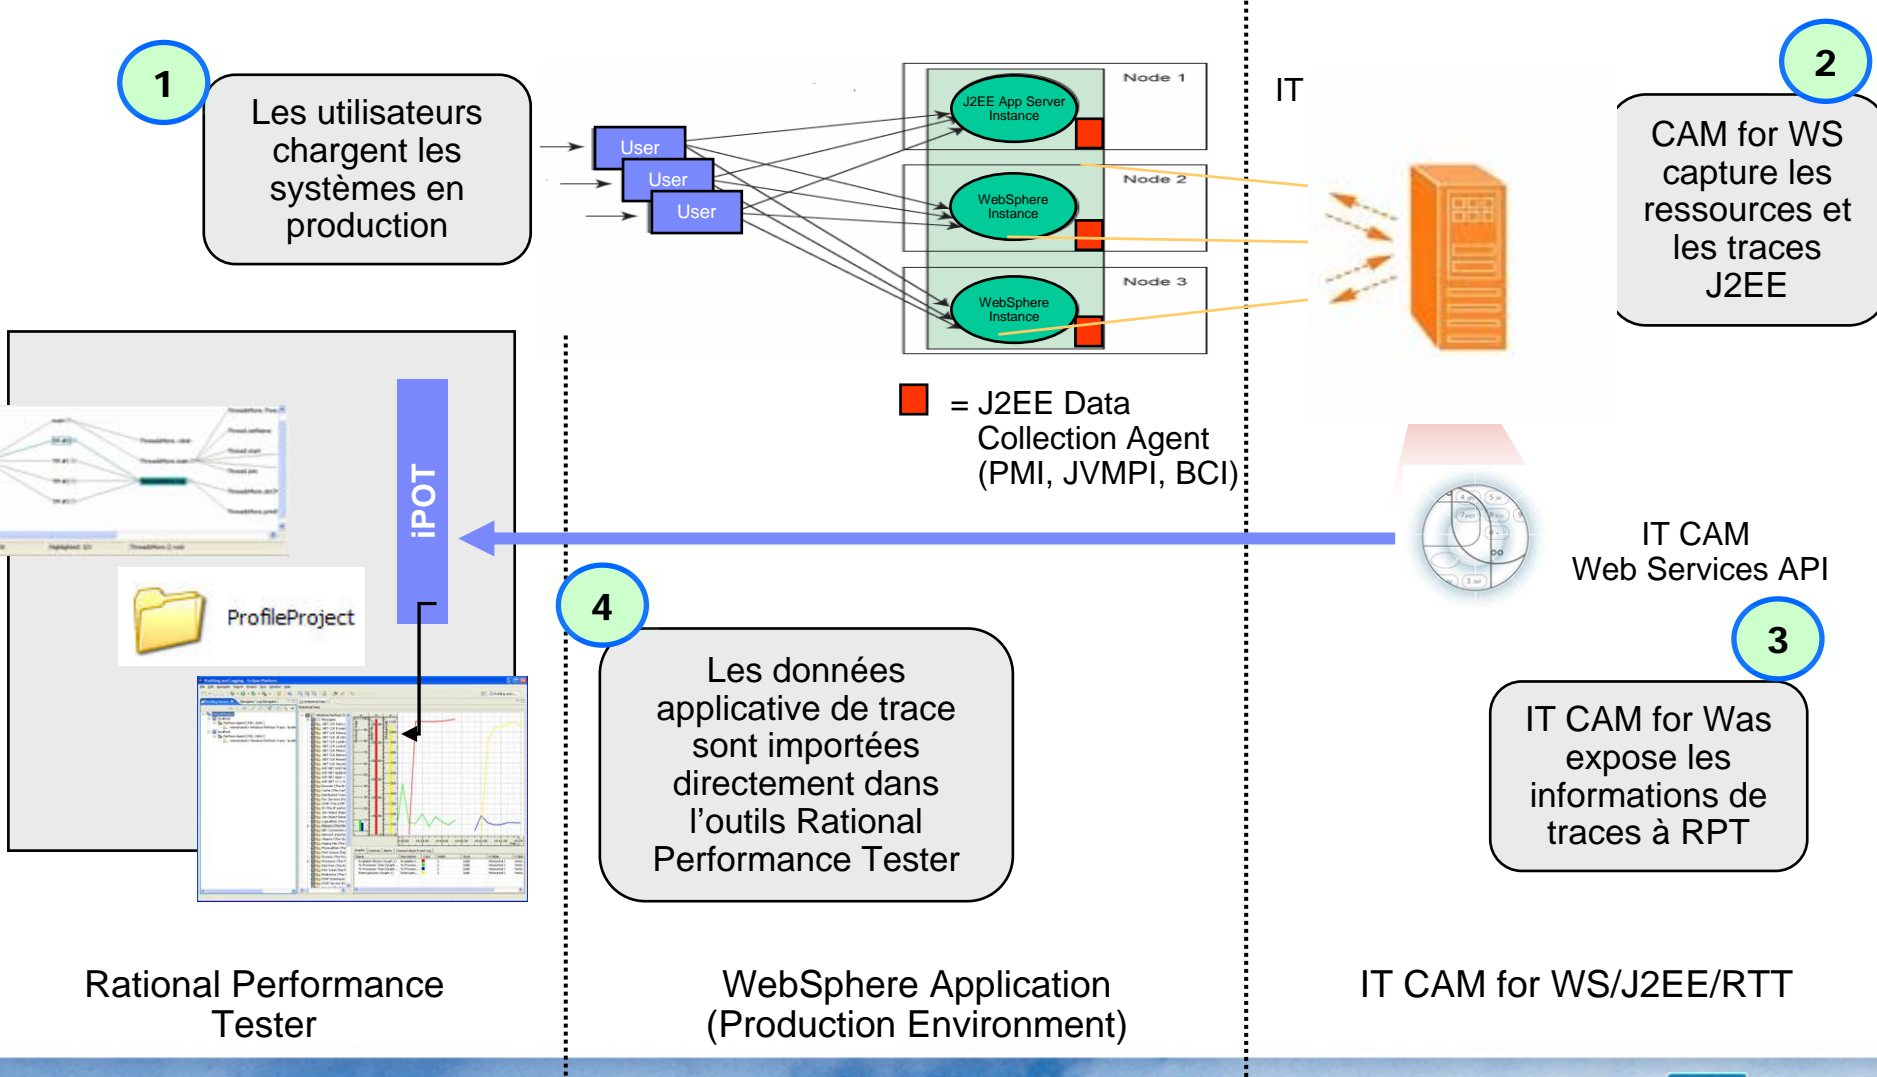 1
Les utilisateurs
chargent les
systèmes en
production
User
User
User
J2EE App Server
Instance
Node 1
WebSphere
Instance
Node 2
WebSphere
Instance
Node 3
IT
2
CAM for WS
capture les
ressources et
les traces
J2EE
= J2EE Data
Collection Agent
(PMI, JVMPI, BCI)
iPOT
ProfileProject
IT CAM
Web Services API
3
IT CAM for Was
expose les
informations de
traces à RPT
4
Les données
applicative de trace
sont importées
directement dans
l’outils Rational
Performance Tester
Rational Performance
Tester
WebSphere Application
(Production Environment)
IT CAM for WS/J2EE/RTT